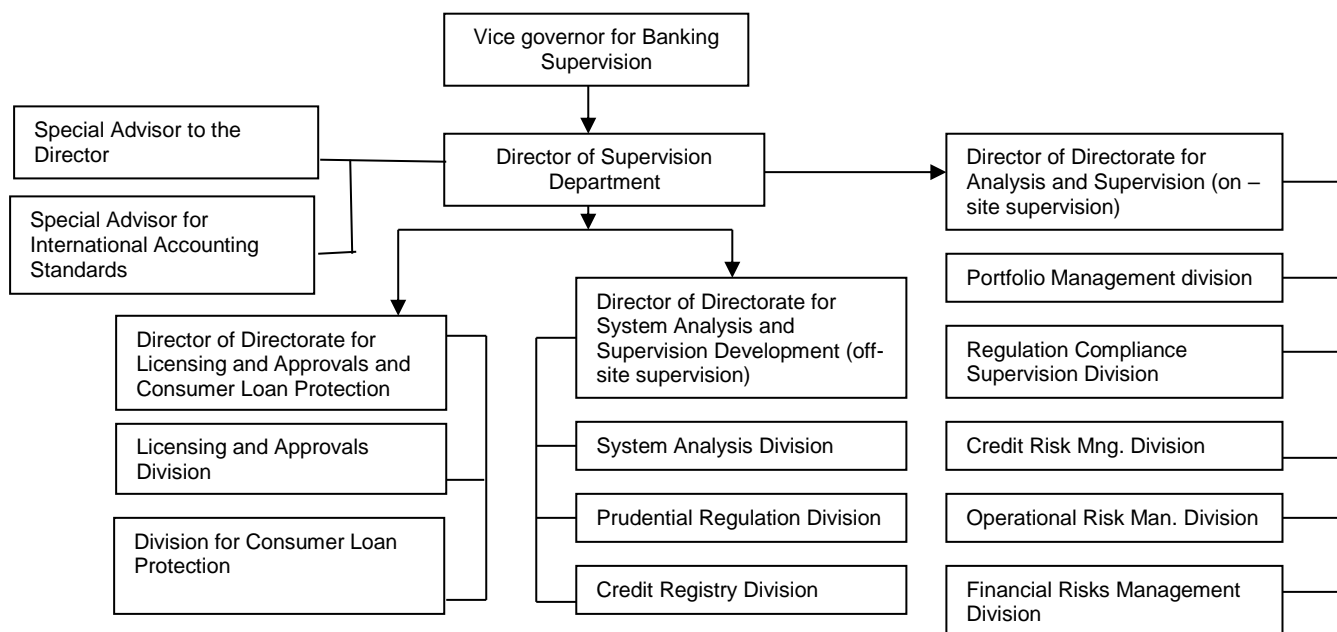 Vice governor for Banking
Supervision
Special Advisor to the
Director
Director of Supervision
Department
Director of Directorate for
Analysis and Supervision (on –
site supervision)
Special Advisor for
International Accounting
Standards
Portfolio Management division
Director of Directorate for
Licensing and Approvals and
Consumer Loan Protection
Director of Directorate for
System Analysis and
Supervision Development (off-
site supervision)
Regulation Compliance
Supervision Division
Licensing and Approvals
Division
System Analysis Division
Credit Risk Mng. Division
Division for Consumer Loan
Protection
Prudential Regulation Division
Operational Risk Man. Division
Credit Registry Division
Financial Risks Management
Division